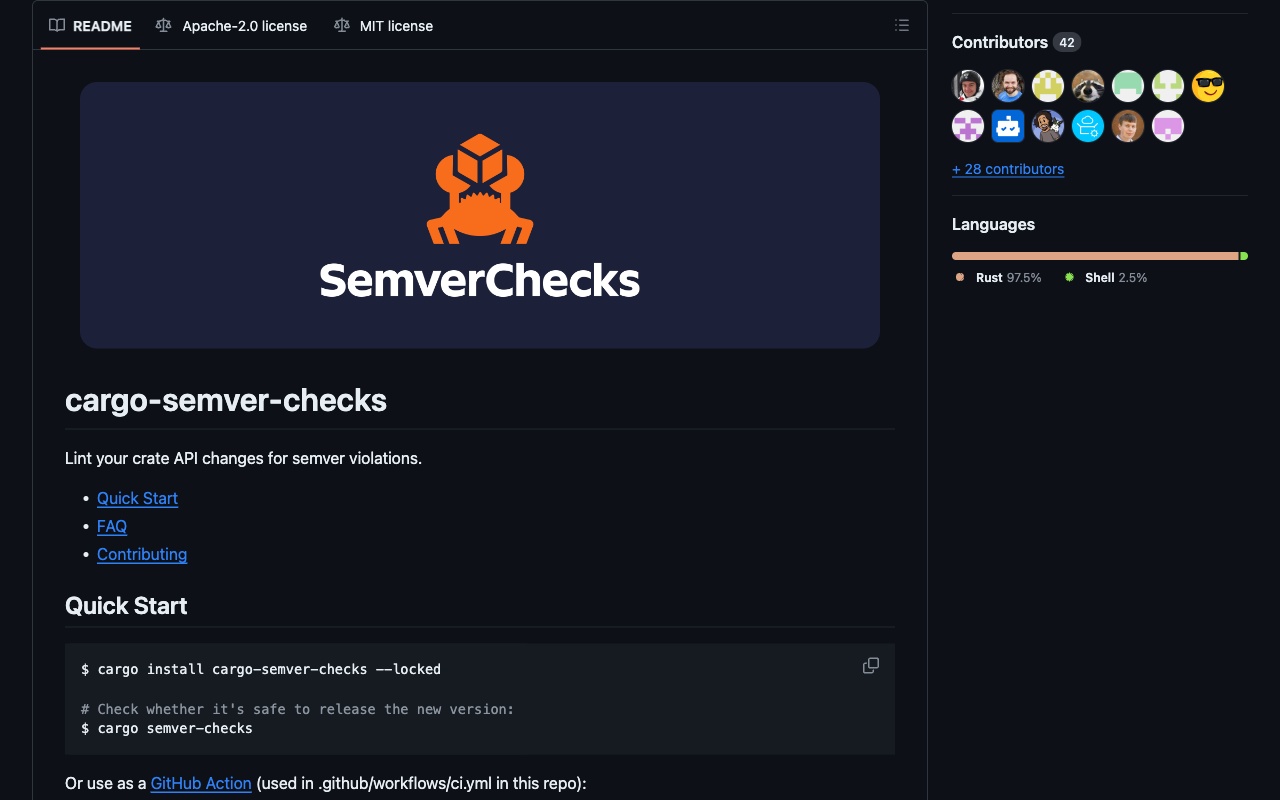 README
Apache-2.0 license
MIT license
SemverChecks
cargo-semver-checks
Lint your crate API changes for semver violations.
• Quick Start
• FAQ
• Contributing
Quick Start
$ cargo install cargo-semver-checks --locked
# Check whether it's safe to release the new version:
$ cargo semver-checks
Or use as a GitHub Action (used in .github/workflows/ci.yml in this repo):
Contributors 42
+ 28 contributors
Languages
Rust 97.5% Shell 2.5%